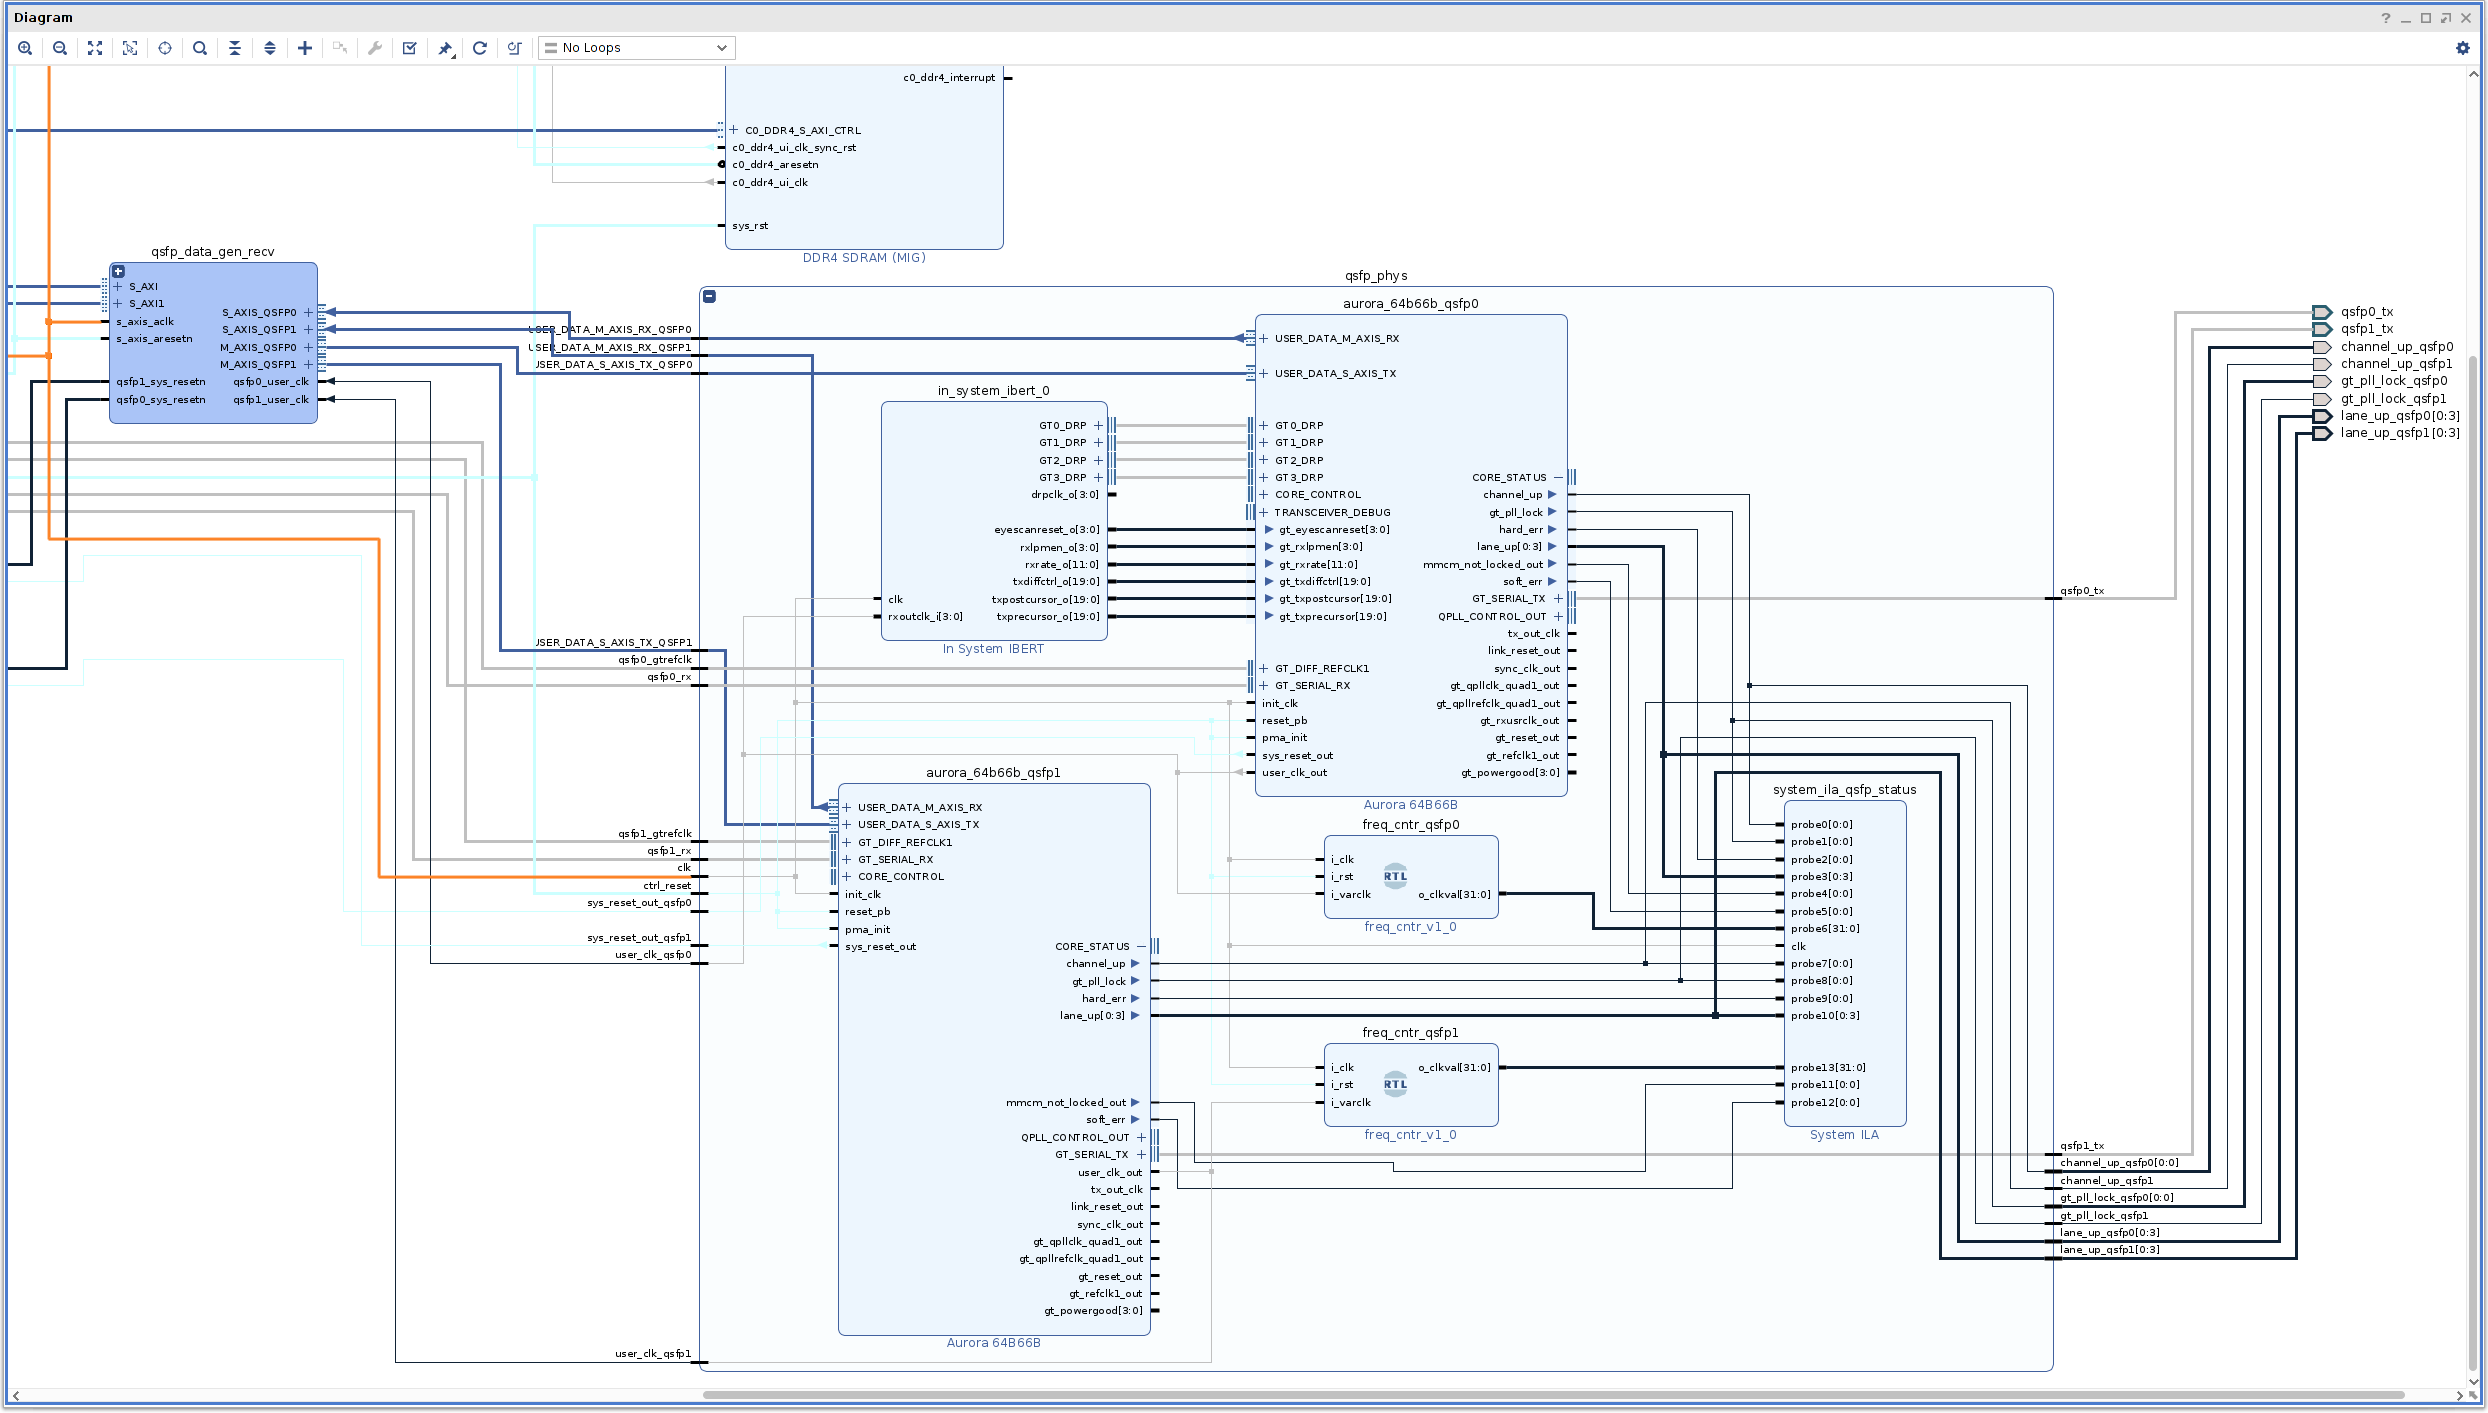 Diagram
?
No Loops
c0_ddr4_interrupt
C0_DDR4_S_AXI_CTRL
c0_ddr4_ui_clk_sync_rst
c0_ddr4_aresetn
c0_ddr4_ui_clk
sys_rst
DDR4 SDRAM (MIG)
qsfp_data_gen_recv
S_AXI
S_AXI1
s_axis_aclk
s_axis_aresetn
qsfp1_sys_resetn
qsfp0_sys_resetn
S_AXIS_QSFP0
S_AXIS_QSFP1
M_AXIS_QSFP0
M_AXIS_QSFP1
qsfp0_user_clk
qsfp1_user_clk
qsfp_phys
USER_DATA_M_AXIS_RX_QSFP0
USER_DATA_M_AXIS_RX_QSFP1
USER_DATA_S_AXIS_TX_QSFP0
USER_DATA_S_AXIS_TX_QSFP1
qsfp0_gtrefclk
qsfp0_rx
qsfp1_gtrefclk
qsfp1_rx
clk
ctrl_reset
sys_reset_out_qsfp0
sys_reset_out_qsfp1
user_clk_qsfp0
user_clk_qsfp1
in_system_ibert_0
GT0_DRP
GT1_DRP
GT2_DRP
GT3_DRP
drpclk_o[3:0]
eyescanreset_o[3:0]
rxlpmen_o[3:0]
rxrate_o[11:0]
txdiffctrl_o[19:0]
txpostcursor_o[19:0]
txprecursor_o[19:0]
clk
rxoutclk_i[3:0]
In System IBERT
aurora_64b66b_qsfp0
USER_DATA_M_AXIS_RX
USER_DATA_S_AXIS_TX
GT0_DRP
GT1_DRP
GT2_DRP
GT3_DRP
CORE_CONTROL
TRANSCEIVER_DEBUG
gt_eyescanreset[3:0]
gt_rxlpmen[3:0]
gt_rxrate[11:0]
gt_txdiffctrl[19:0]
gt_txpostcursor[19:0]
gt_txprecursor[19:0]
GT_DIFF_REFCLK1
GT_SERIAL_RX
init_clk
reset_pb
pma_init
sys_reset_out
user_clk_out
CORE_STATUS
channel_up
gt_pll_lock
hard_err
lane_up[0:3]
mmcm_not_locked_out
soft_err
GT_SERIAL_TX
QPLL_CONTROL_OUT
tx_out_clk
link_reset_out
sync_clk_out
gt_qpllclk_quad1_out
gt_qpllrefclk_quad1_out
gt_rxusrclk_out
gt_reset_out
gt_refclk1_out
gt_powergood[3:0]
Aurora 64B66B
aurora_64b66b_qsfp1
USER_DATA_M_AXIS_RX
USER_DATA_S_AXIS_TX
GT_DIFF_REFCLK1
GT_SERIAL_RX
CORE_CONTROL
init_clk
reset_pb
pma_init
sys_reset_out
CORE_STATUS
channel_up
gt_pll_lock
hard_err
lane_up[0:3]
mmcm_not_locked_out
soft_err
QPLL_CONTROL_OUT
GT_SERIAL_TX
user_clk_out
tx_out_clk
link_reset_out
sync_clk_out
gt_qpllclk_quad1_out
gt_qpllrefclk_quad1_out
gt_reset_out
gt_refclk1_out
gt_powergood[3:0]
Aurora 64B66B
freq_cntr_qsfp0
i_clk
i_rst
i_varclk
RTL
o_clkval[31:0]
freq_cntr_v1_0
freq_cntr_qsfp1
i_clk
i_rst
i_varclk
RTL
o_clkval[31:0]
freq_cntr_v1_0
system_ila_qsfp_status
probe0[0:0]
probe1[0:0]
probe2[0:0]
probe3[0:3]
probe4[0:0]
probe5[0:0]
probe6[31:0]
clk
probe7[0:0]
probe8[0:0]
probe9[0:0]
probe10[0:3]
probe13[31:0]
probe11[0:0]
probe12[0:0]
System ILA
qsfp0_tx
qsfp1_tx
channel_up_qsfp0[0:0]
channel_up_qsfp1
gt_pll_lock_qsfp0[0:0]
gt_pll_lock_qsfp1
lane_up_qsfp0[0:3]
lane_up_qsfp1[0:3]
qsfp0_tx
qsfp1_tx
channel_up_qsfp0
channel_up_qsfp1
gt_pll_lock_qsfp0
gt_pll_lock_qsfp1
lane_up_qsfp0[0:3]
lane_up_qsfp1[0:3]